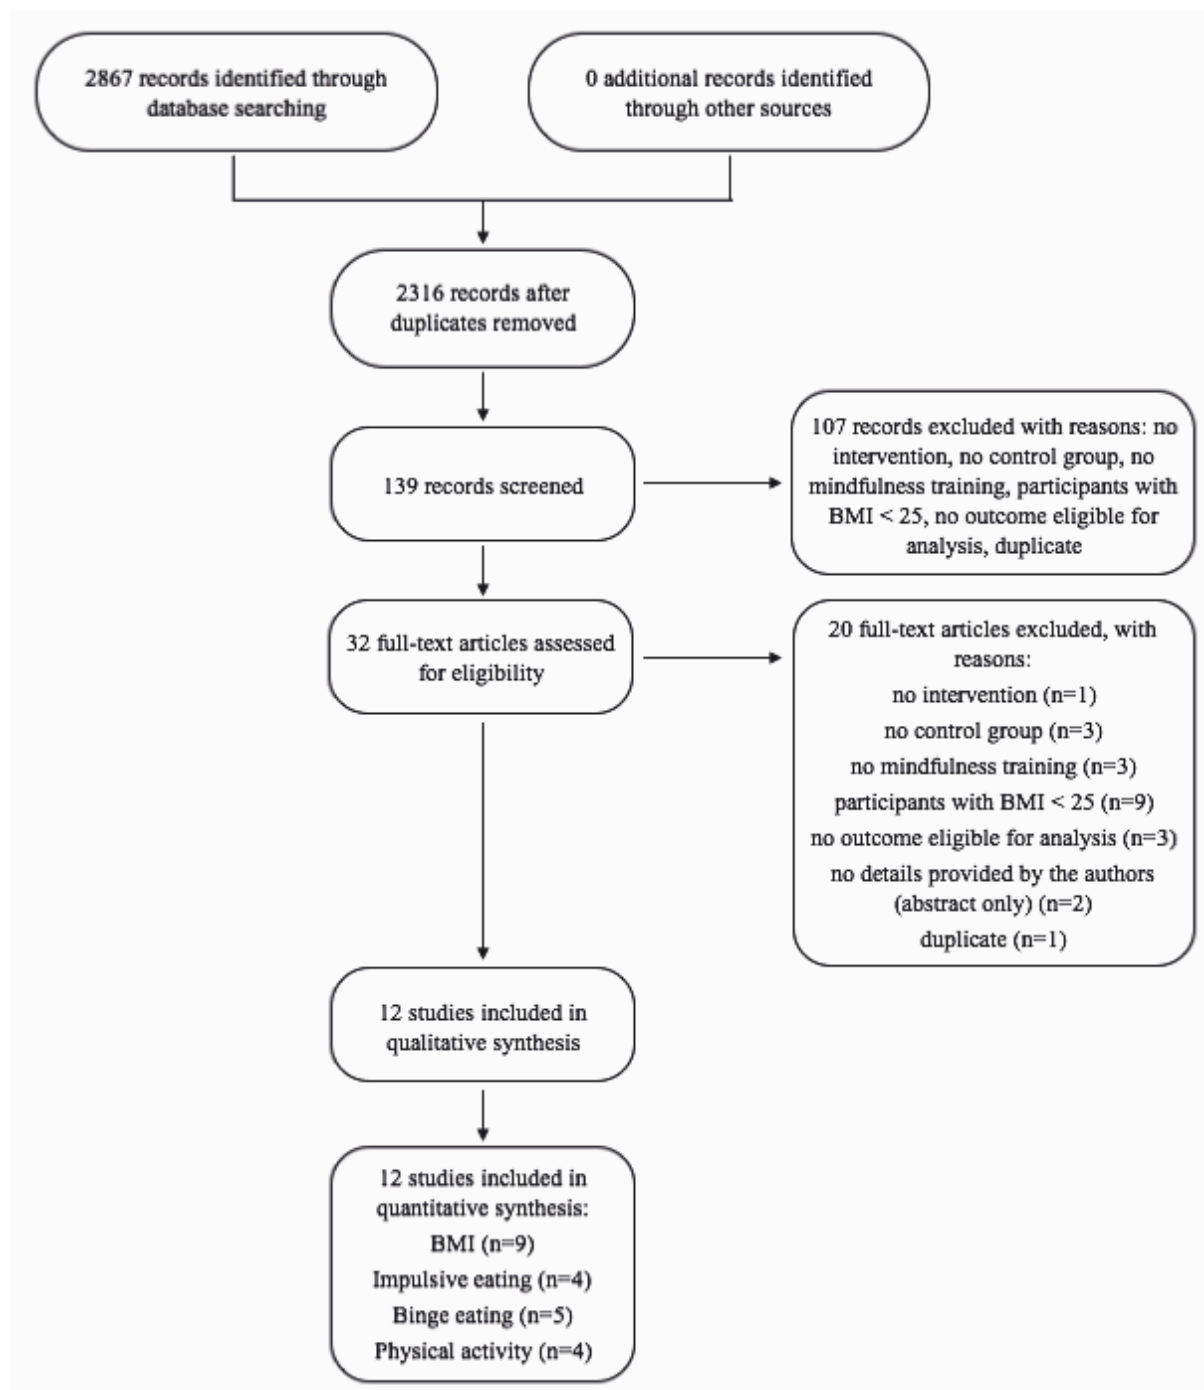 2867 records identified through
database searching
0 additional records identified
through other sources
2316 records after
duplicates removed
139 records screened
107 records excluded with reasons: no
intervention, no control group, no
mindfulness training, participants with
BMI < 25, no outcome eligible for
analysis, duplicate
32 full-text articles assessed
for eligibility
20 full-text articles excluded, with
reasons:
no intervention (n=1)
no control group (n=3)
no mindfulness training (n=3)
participants with BMI < 25 (n=9)
no outcome eligible for analysis (n=3)
no details provided by the authors
(abstract only) (n=2)
duplicate (n=1)
12 studies included in
qualitative synthesis
12 studies included in
quantitative synthesis:
BMI (n=9)
Impulsive eating (n=4)
Binge eating (n=5)
Physical activity (n=4)